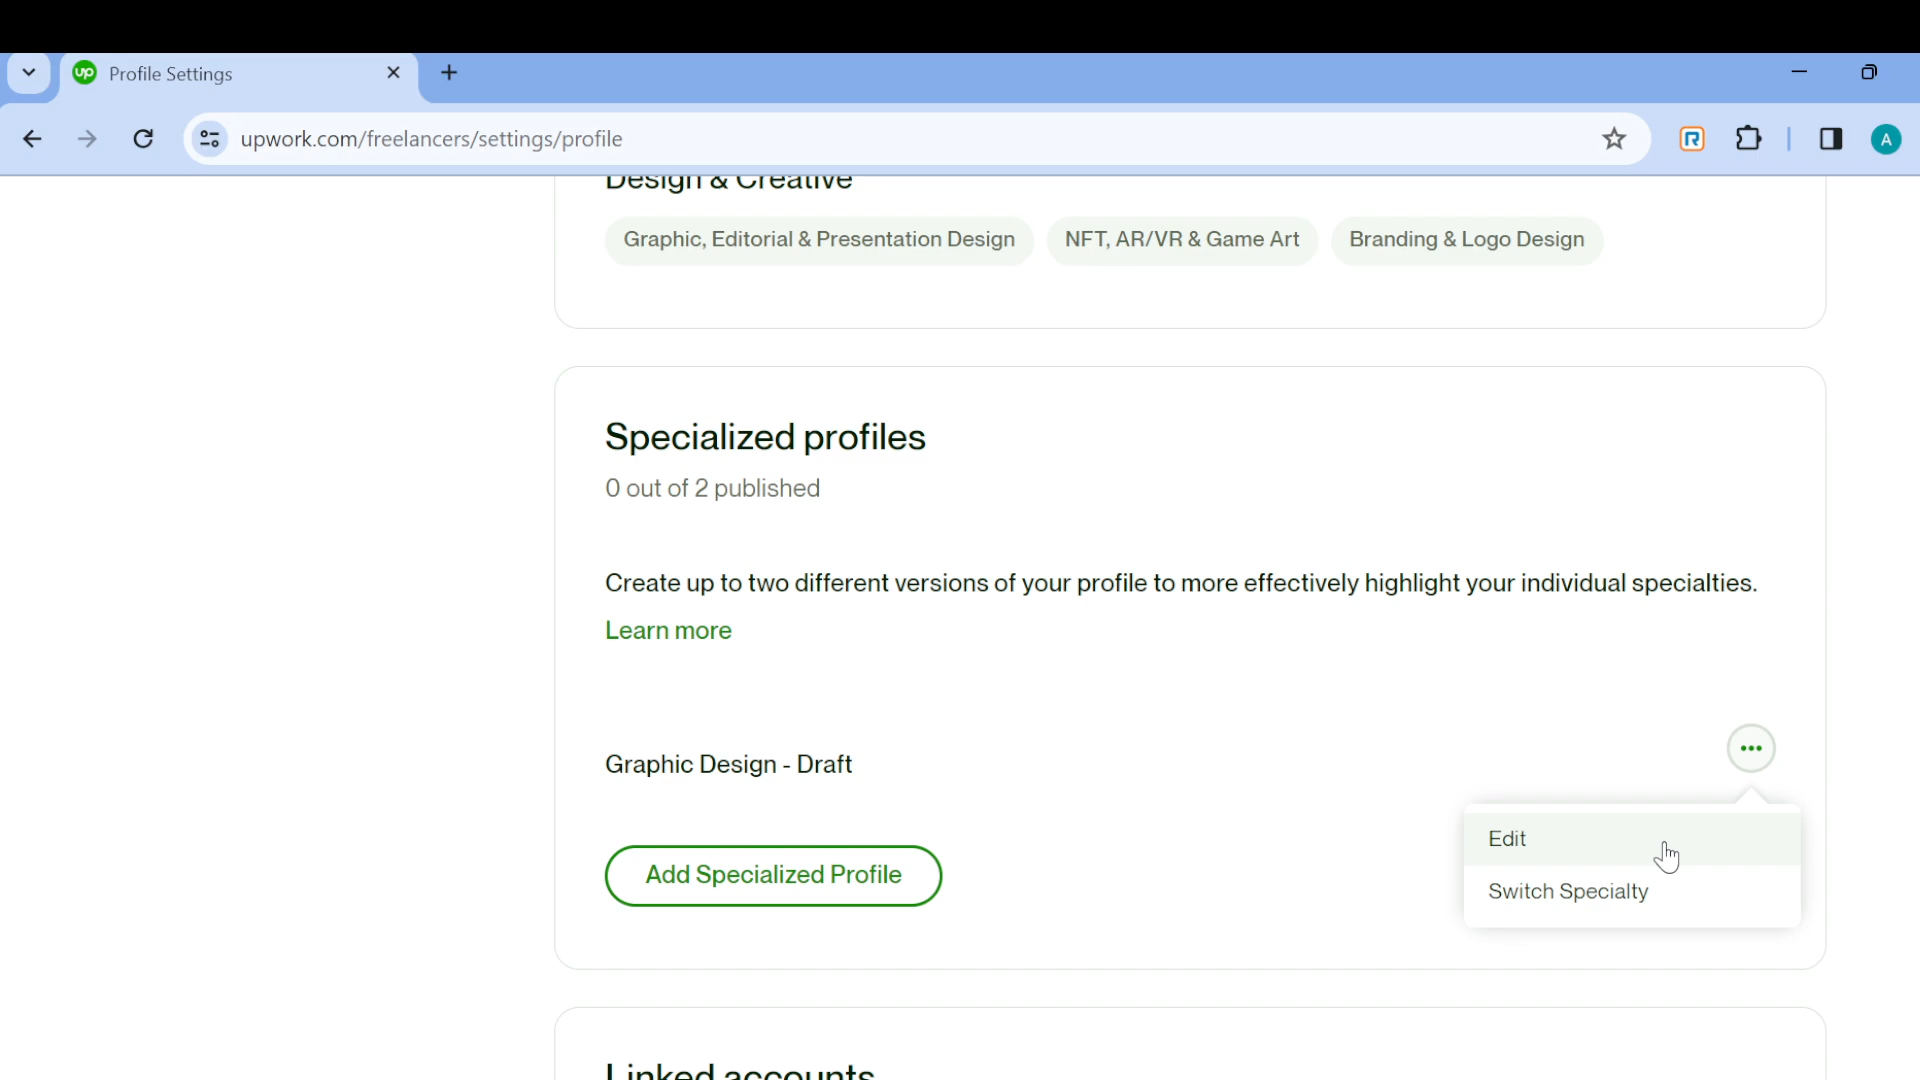 up Profile Settings
upwork.com/freelancers/settings/profile
A
Design & Creative
Graphic, Editorial & Presentation Design
NFT, AR/VR & Game Art
Branding & Logo Design
Specialized profiles
0 out of 2 published
Create up to two different versions of your profile to more effectively highlight your individual specialties.
Learn more
Graphic Design - Draft
Edit
Add Specialized Profile
Switch Specialty
Linked accounts